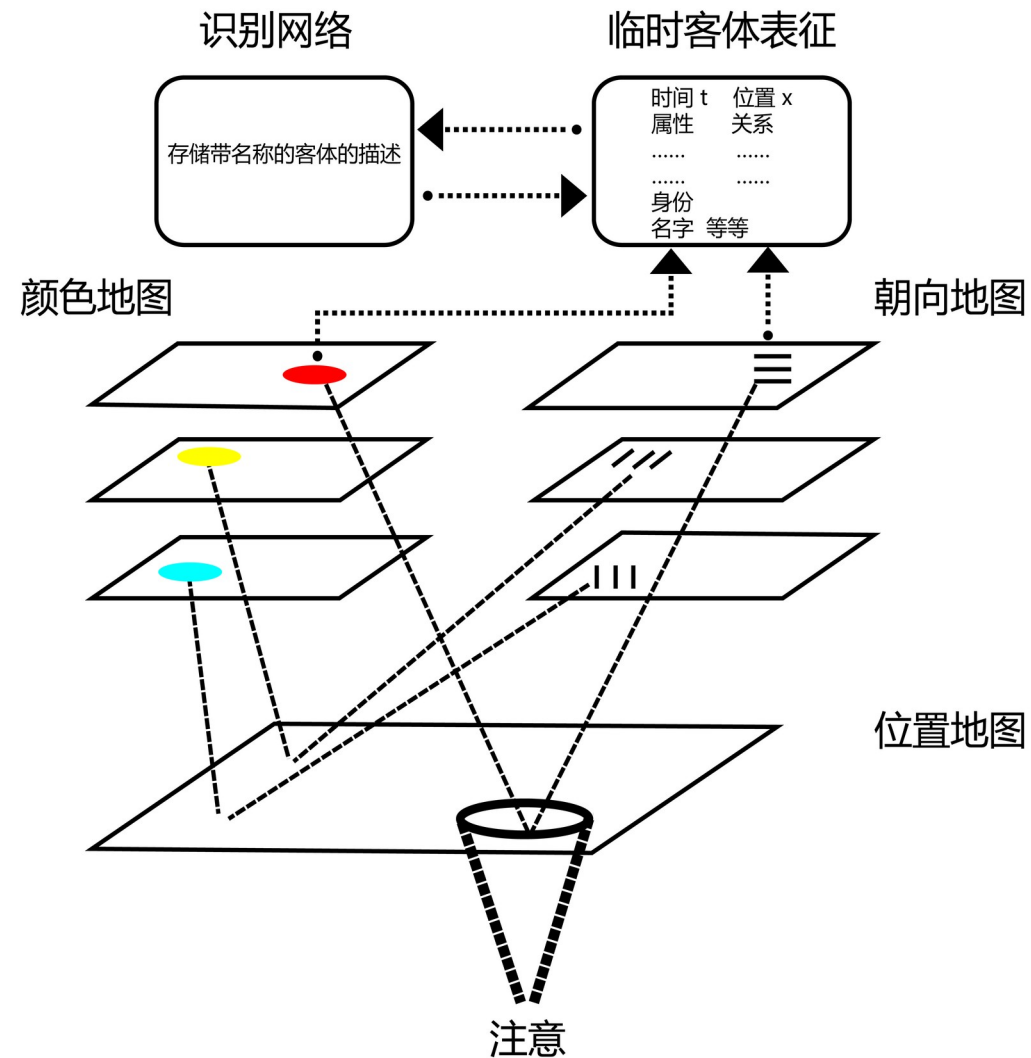 识别网络
临时客体表征
存储带名称的客体的描述
时间 t 位置 x
属性 关系
...... ......
...... ......
身份
名字 等等
颜色地图
朝向地图
位置地图
注意